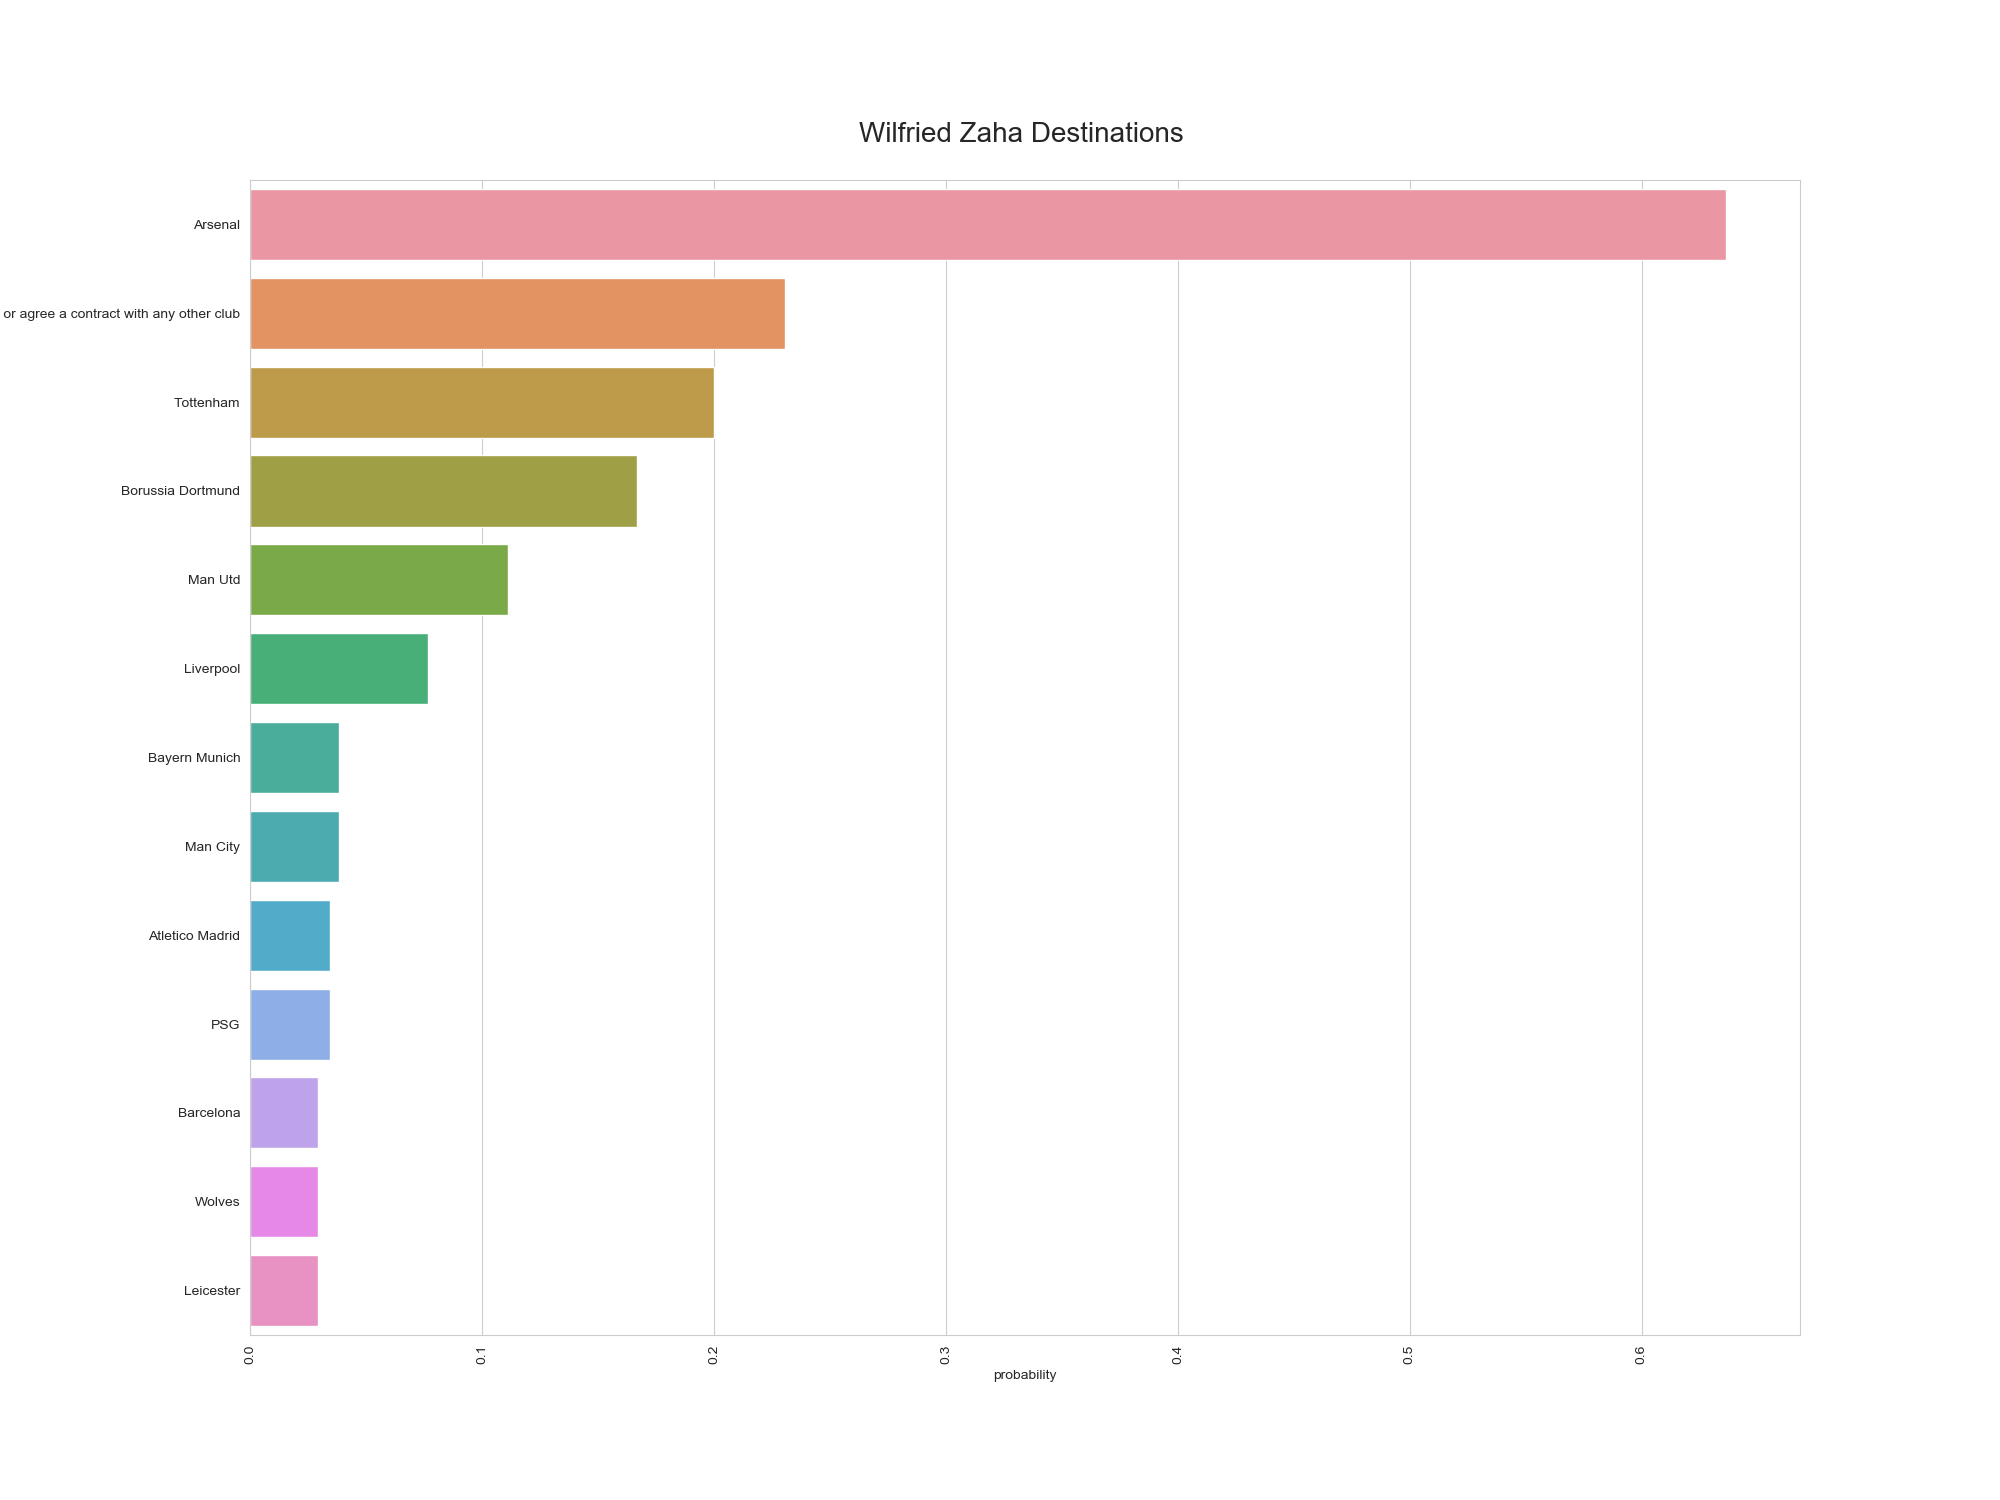 Wilfried Zaha Destinations
Arsenal
or agree a contract with any other club
Tottenham
Borussia Dortmund
Man Utd
Liverpool
Bayern Munich
Man City
Atletico Madrid
PSG
Barcelona
Wolves
Leicester
0.0 0.1 0.2 0.3 0.4 0.5 0.6
probability